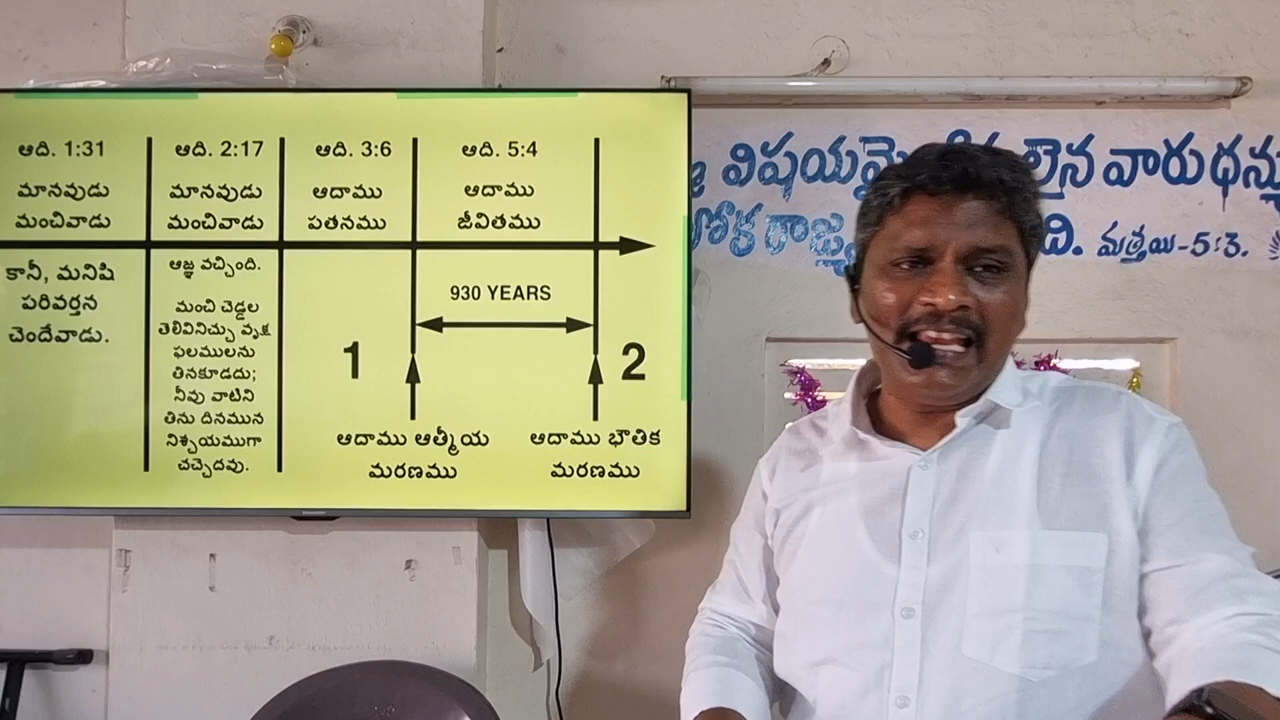 ఆది. 1:31
మానవుడు
మంచివాడు
కానీ, మనిషి
పరివర్తన
చెందేవాడు.
ఆది. 2:17
మానవుడు
మంచివాడు
ఆజ్ఞ వచ్చింది.
మంచి చెడ్డల
తెలివినిచ్చు వృక్ష
ఫలములను
తినకూడదు;
నీవు వాటిని
తిను దినమున
నిశ్చయముగా
చచ్చెదవు.
ఆది. 3:6
ఆదాము
పతనము
ఆది. 5:4
ఆదాము
జీవితము
930 YEARS
1
2
ఆదాము ఆత్మీయ
మరణము
ఆదాము భౌతిక
మరణము
విషయమై వారు
మత్తయి-5:3.